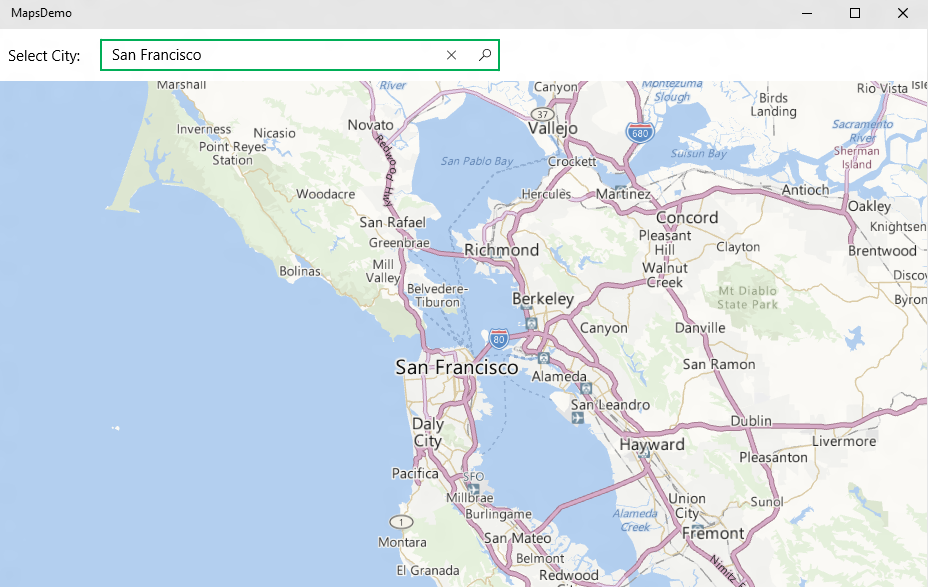 MapsDemo
Select City:
San Francisco
Marshall
River
Canyon
Montezuma
Slough
Rio Vista
Isle
Birds
Landing
Inverness
Nicasio
Novato
37
Vallejo
680
Sacramento
River
Point Reyes
Station
Redwood Hwy
San Pablo Bay
Crockett
Suisun Bay
Sherman
Island
Woodacre
Hercules
Martinez
Antioch
Oakley
San Rafael
Concord
Knightsen
Greenbrae
Richmond
Pleasant
Hill
Clayton
Brentwood
Bolinas
Mill
Valley
Walnut
Creek
Disco
Belvedere-
Tiburon
Berkeley
Mt Diablo
State Park
Byron
80
Canyon
Danville
San Francisco
Alameda
San Ramon
San Leandro
Daly
City
Dublin
Hayward
Livermore
Pleasanton
Pacifica
SFO
Millbrae
Union
City
Sunol
Burlingame
Alameda
Creek
1
Montara
San Mateo
Fremont
Belmont
El Granada
Redwood
Nimitz F